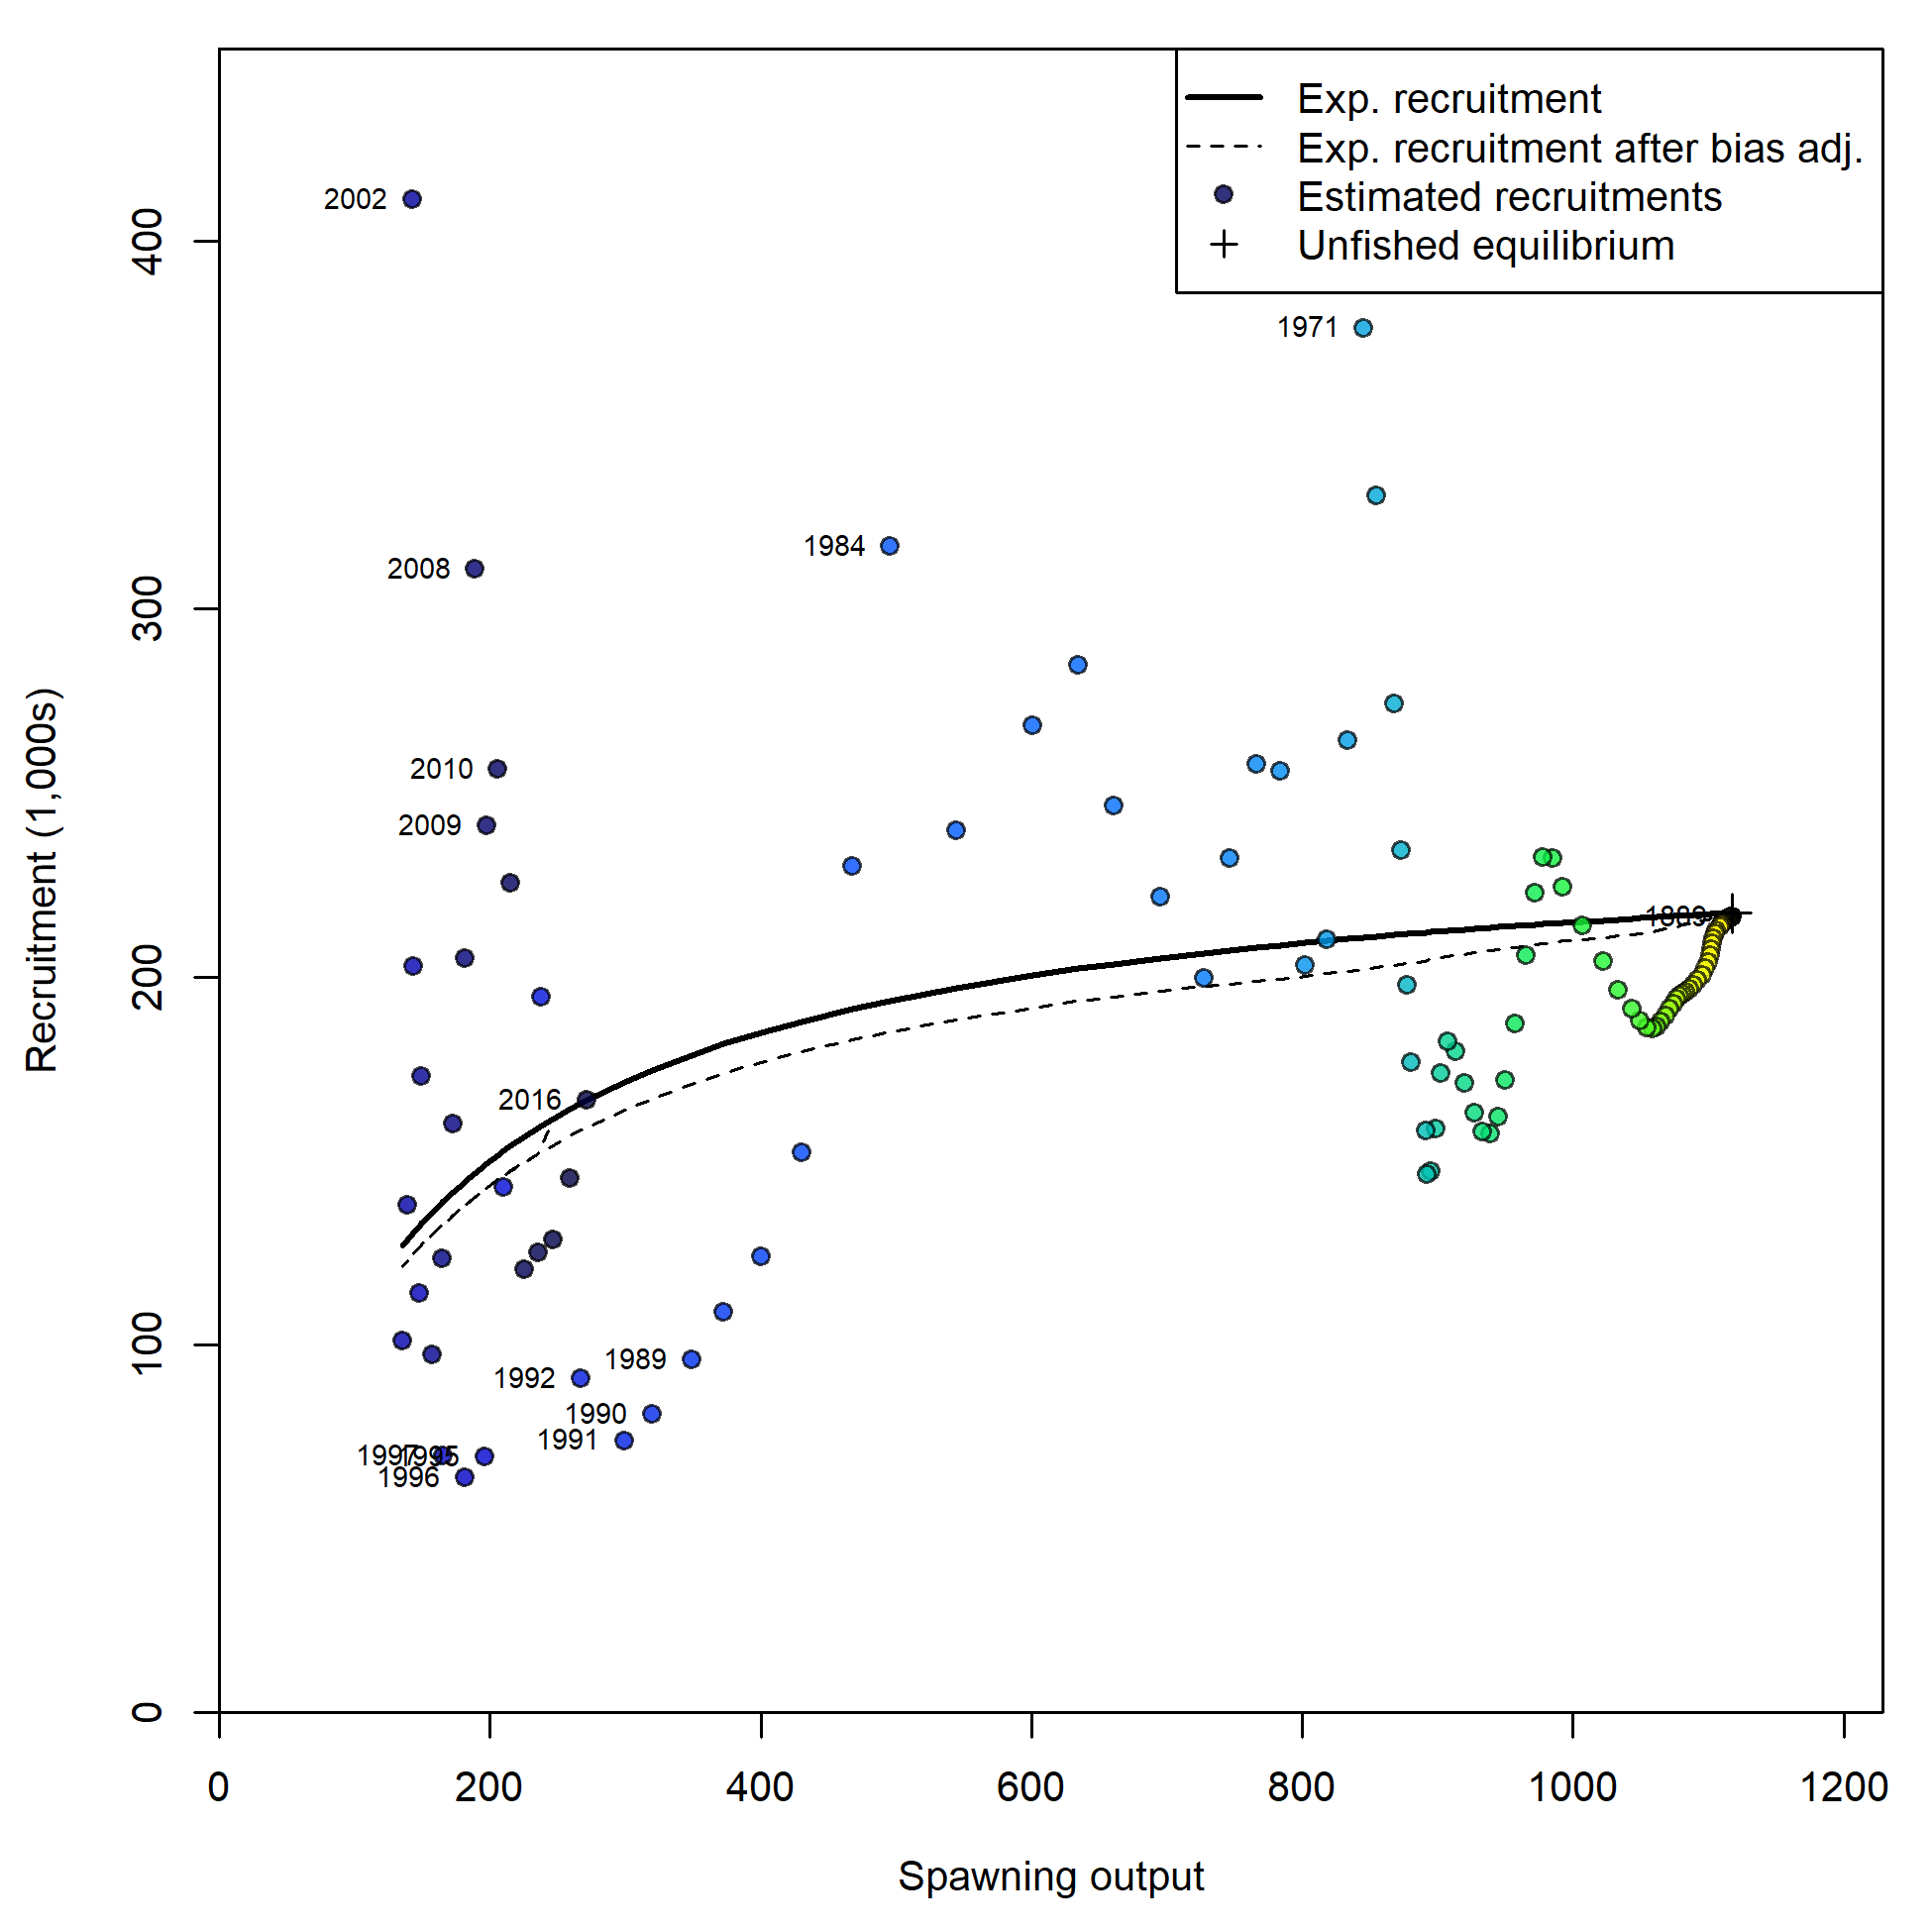 Exp. recruitment
Exp. recruitment after bias adj.
Estimated recruitments
Unfished equilibrium
2002
400
1971
1984
2008
300
2010
2009
Recruitment (1,000s)
200
2016
100
1989
1992
1990
1991
1997
1995
1996
0
0 200 400 600 800 1000 1200
Spawning output